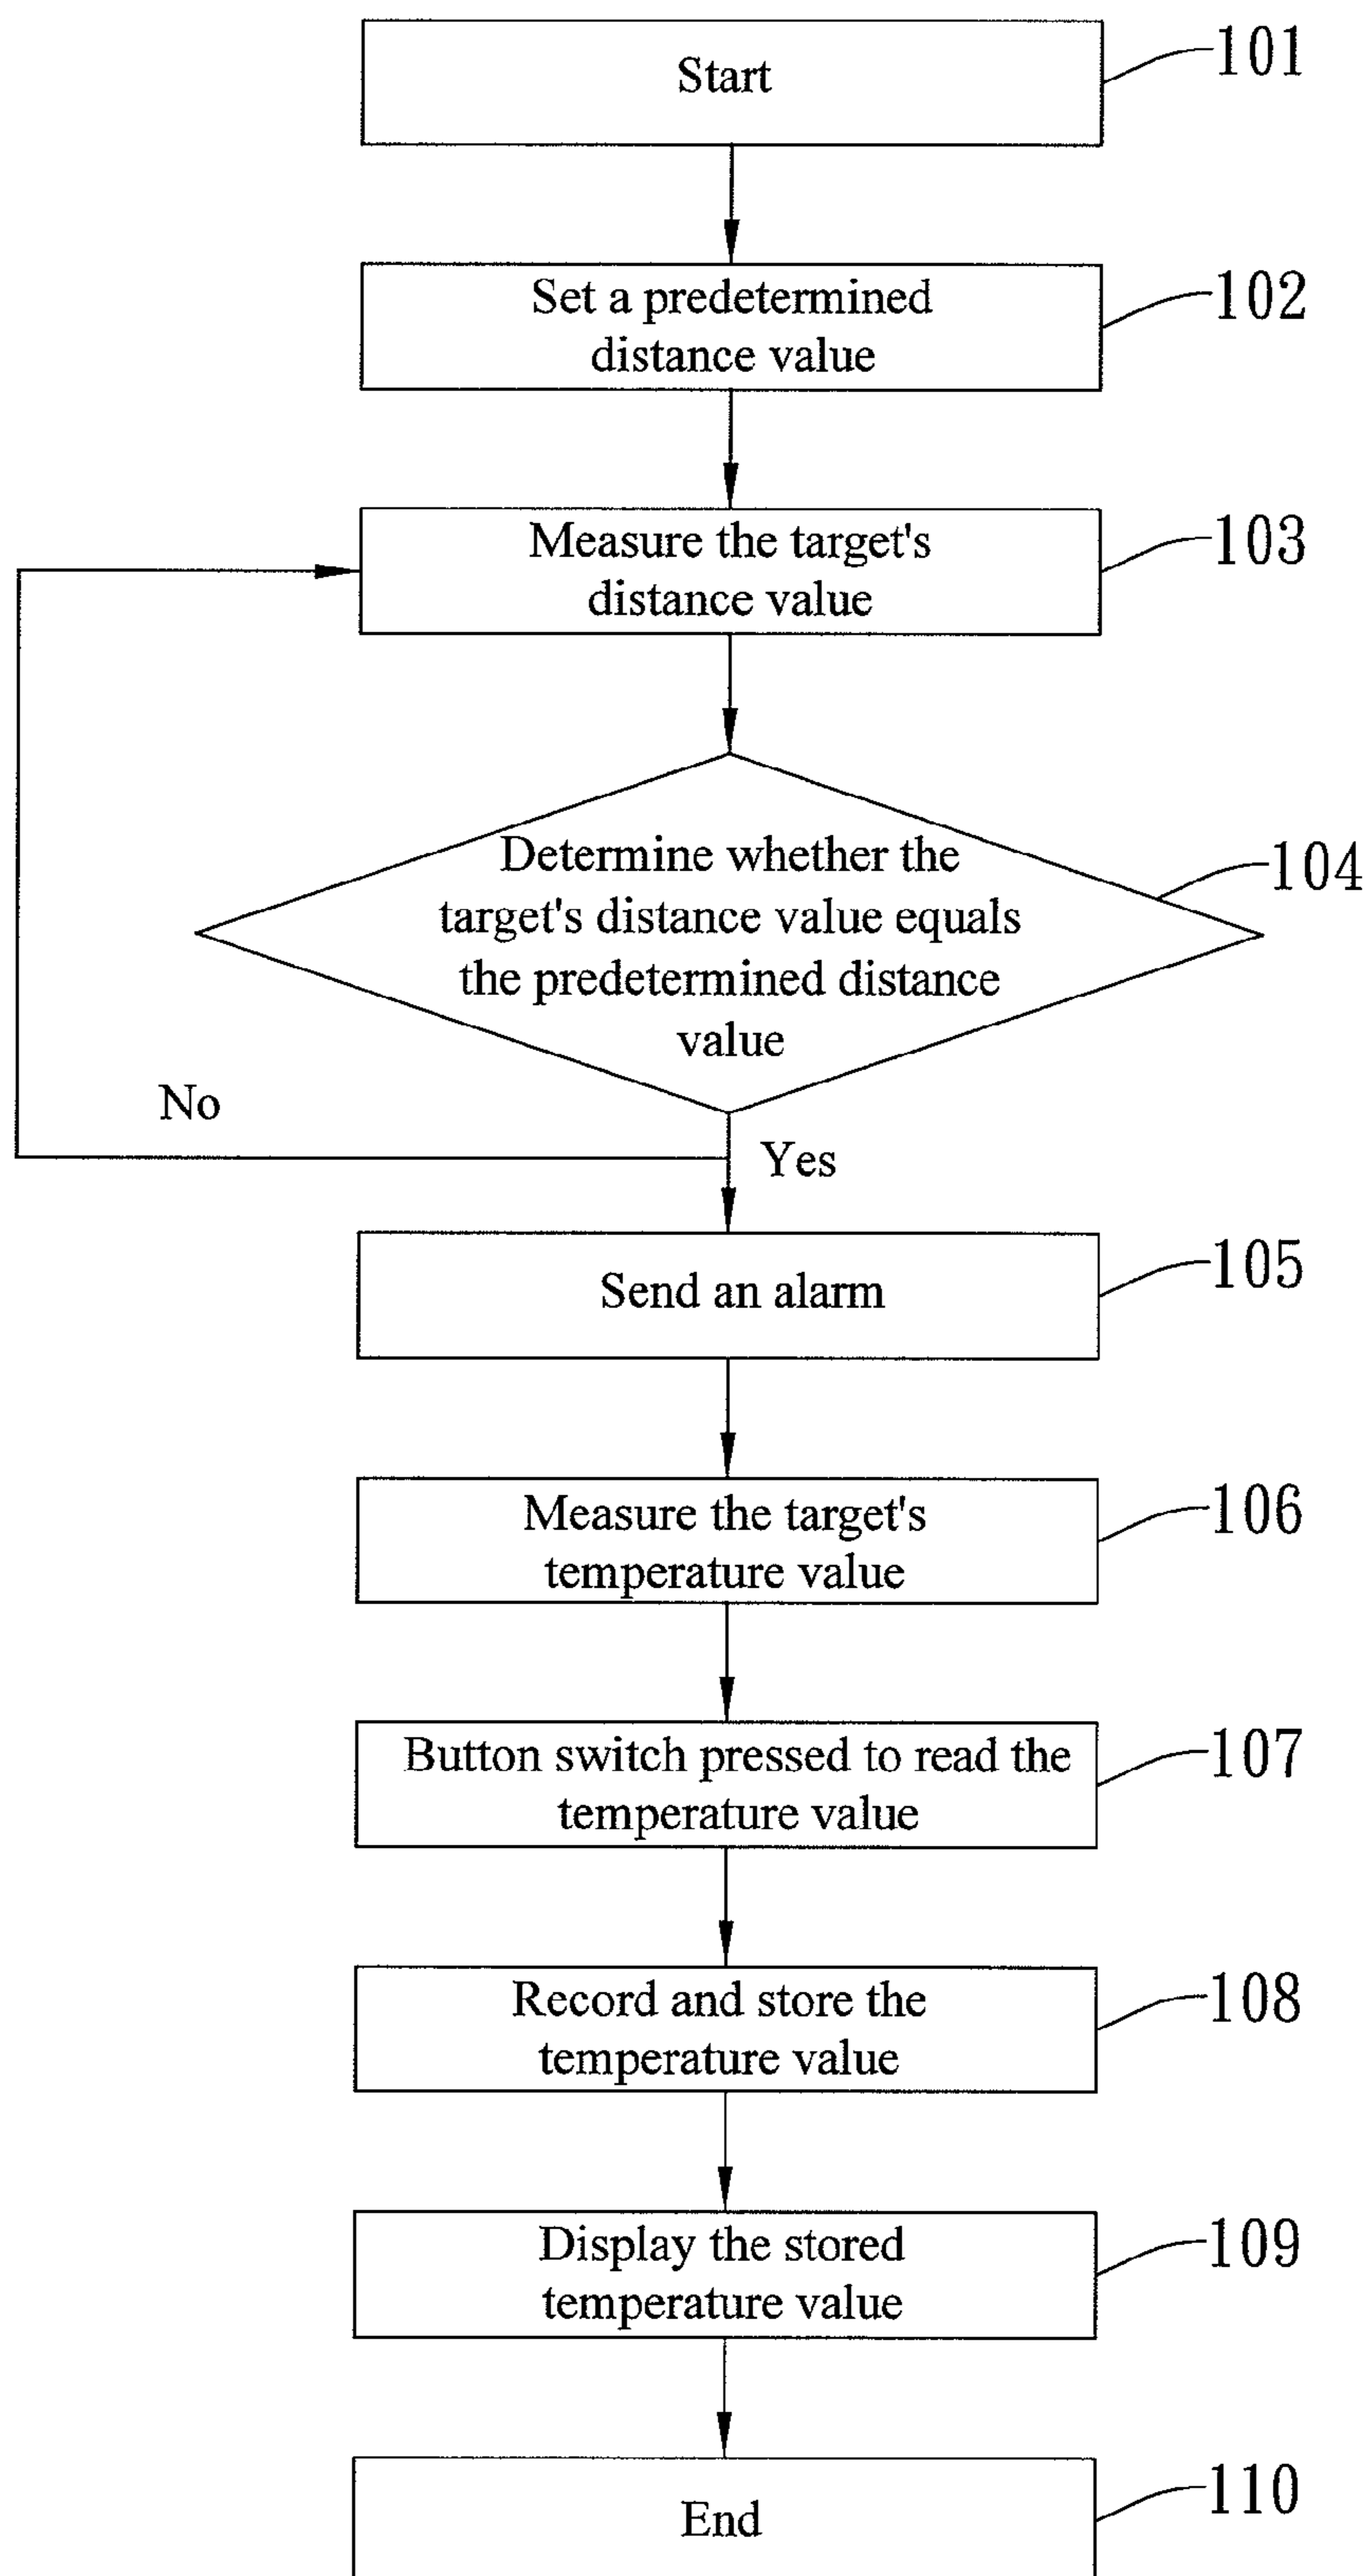 Start
101
Set a predetermined
distance value
102
Measure the target's
distance value
103
Determine whether the
target's distance value equals
the predetermined distance
value
104
No
Yes
Send an alarm
105
Measure the target's
temperature value
106
Button switch pressed to read the
temperature value
107
Record and store the
temperature value
108
Display the stored
temperature value
109
End
110